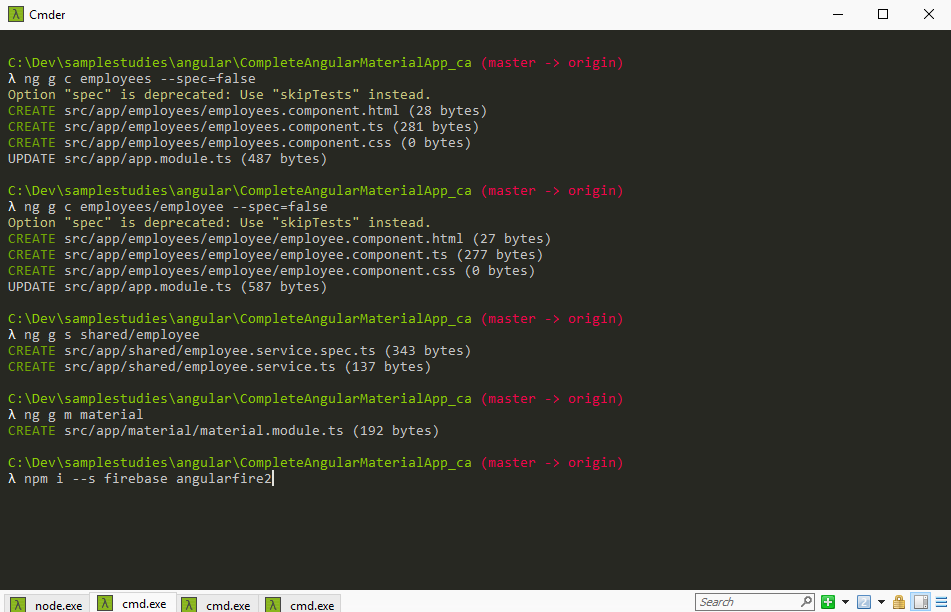 λ Cmder
C:\Dev\samplestudies\angular\CompleteAngularMaterialApp_ca (master -> origin)
λ ng g c employees --spec=false
Option "spec" is deprecated: Use "skipTests" instead.
CREATE src/app/employees/employees.component.html (28 bytes)
CREATE src/app/employees/employees.component.ts (281 bytes)
CREATE src/app/employees/employees.component.css (0 bytes)
UPDATE src/app/app.module.ts (487 bytes)
C:\Dev\samplestudies\angular\CompleteAngularMaterialApp_ca (master -> origin)
λ ng g c employees/employee --spec=false
Option "spec" is deprecated: Use "skipTests" instead.
CREATE src/app/employees/employee/employee.component.html (27 bytes)
CREATE src/app/employees/employee/employee.component.ts (277 bytes)
CREATE src/app/employees/employee/employee.component.css (0 bytes)
UPDATE src/app/app.module.ts (587 bytes)
C:\Dev\samplestudies\angular\CompleteAngularMaterialApp_ca (master -> origin)
λ ng g s shared/employee
CREATE src/app/shared/employee.service.spec.ts (343 bytes)
CREATE src/app/shared/employee.service.ts (137 bytes)
C:\Dev\samplestudies\angular\CompleteAngularMaterialApp_ca (master -> origin)
λ ng g m material
CREATE src/app/material/material.module.ts (192 bytes)
C:\Dev\samplestudies\angular\CompleteAngularMaterialApp_ca (master -> origin)
λ npm i --s firebase angularfire2
λ node.exe λ cmd.exe λ cmd.exe λ cmd.exe Search